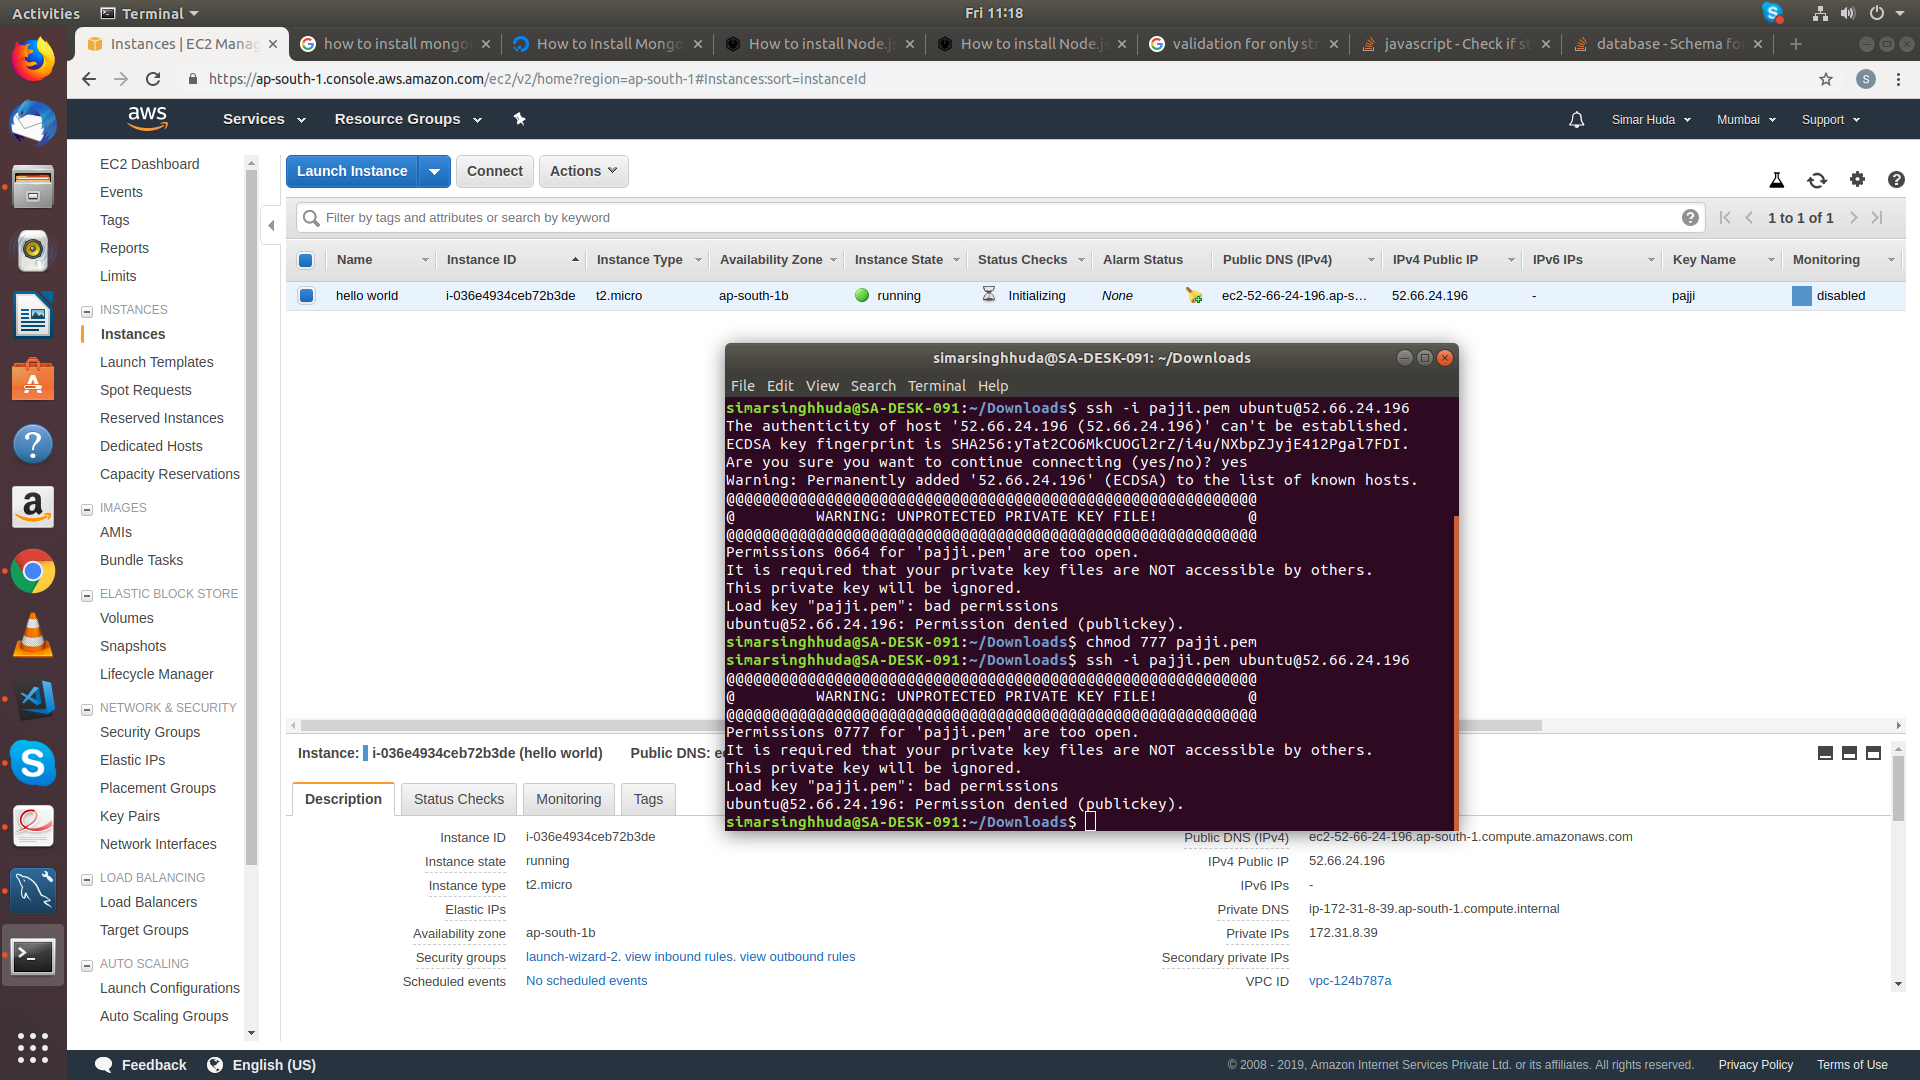 Activities
Terminal
Fri 11:18
Instances | EC2 Manag
how to install mongo
How to Install Mongo
How to install Node.j
How to install Node.j
validation for only str
javascript - Check if s
database - Schema fo
https://ap-south-1.console.aws.amazon.com/ec2/v2/home?region=ap-south-1#Instances:sort=instanceId
S
aws
Services
Resource Groups
Simar Huda
Mumbai
Support
EC2 Dashboard
Events
Tags
Reports
Limits
INSTANCES
Instances
Launch Templates
Spot Requests
Reserved Instances
Dedicated Hosts
Capacity Reservations
IMAGES
AMIs
Bundle Tasks
ELASTIC BLOCK STORE
Volumes
Snapshots
Lifecycle Manager
NETWORK & SECURITY
Security Groups
Elastic IPs
Placement Groups
Key Pairs
Network Interfaces
LOAD BALANCING
Load Balancers
Target Groups
AUTO SCALING
Launch Configurations
Auto Scaling Groups
Launch Instance
Connect
Actions
Filter by tags and attributes or search by keyword
1 to 1 of 1
Name Instance ID Instance Type Availability Zone Instance State Status Checks Alarm Status Public DNS (IPv4) IPv4 Public IP IPv6 IPs Key Name Monitoring
hello world i-036e4934ceb72b3de t2.micro ap-south-1b running Initializing None ec2-52-66-24-196.ap-s... 52.66.24.196 - pajji disabled
simarsinghhuda@SA-DESK-091: ~/Downloads
File Edit View Search Terminal Help
simarsinghhuda@SA-DESK-091:~/Downloads$ ssh -i pajji.pem ubuntu@52.66.24.196
The authenticity of host '52.66.24.196 (52.66.24.196)' can't be established.
ECDSA key fingerprint is SHA256:yTat2CO6MkCUOGl2rZ/i4u/NXbpZJyjE412Pgal7FDI.
Are you sure you want to continue connecting (yes/no)? yes
Warning: Permanently added '52.66.24.196' (ECDSA) to the list of known hosts.
@@@@@@@@@@@@@@@@@@@@@@@@@@@@@@@@@@@@@@@@@@@@@@@@@@@@@@@@@@@
@         WARNING: UNPROTECTED PRIVATE KEY FILE!          @
@@@@@@@@@@@@@@@@@@@@@@@@@@@@@@@@@@@@@@@@@@@@@@@@@@@@@@@@@@@
Permissions 0664 for 'pajji.pem' are too open.
It is required that your private key files are NOT accessible by others.
This private key will be ignored.
Load key "pajji.pem": bad permissions
ubuntu@52.66.24.196: Permission denied (publickey).
simarsinghhuda@SA-DESK-091:~/Downloads$ chmod 777 pajji.pem
simarsinghhuda@SA-DESK-091:~/Downloads$ ssh -i pajji.pem ubuntu@52.66.24.196
@@@@@@@@@@@@@@@@@@@@@@@@@@@@@@@@@@@@@@@@@@@@@@@@@@@@@@@@@@@
@         WARNING: UNPROTECTED PRIVATE KEY FILE!          @
@@@@@@@@@@@@@@@@@@@@@@@@@@@@@@@@@@@@@@@@@@@@@@@@@@@@@@@@@@@
Permissions 0777 for 'pajji.pem' are too open.
It is required that your private key files are NOT accessible by others.
This private key will be ignored.
Load key "pajji.pem": bad permissions
ubuntu@52.66.24.196: Permission denied (publickey).
simarsinghhuda@SA-DESK-091:~/Downloads$
Instance: i-036e4934ceb72b3de (hello world) Public DNS: e
Description Status Checks Monitoring Tags
Instance ID i-036e4934ceb72b3de
Instance state running
Instance type t2.micro
Elastic IPs
Availability zone ap-south-1b
Security groups launch-wizard-2. view inbound rules. view outbound rules
Scheduled events No scheduled events
Public DNS (IPv4) ec2-52-66-24-196.ap-south-1.compute.amazonaws.com
IPv4 Public IP 52.66.24.196
IPv6 IPs -
Private DNS ip-172-31-8-39.ap-south-1.compute.internal
Private IPs 172.31.8.39
Secondary private IPs
VPC ID vpc-124b787a
Feedback
English (US)
© 2008 - 2019, Amazon Internet Services Private Ltd. or its affiliates. All rights reserved.
Privacy Policy
Terms of Use